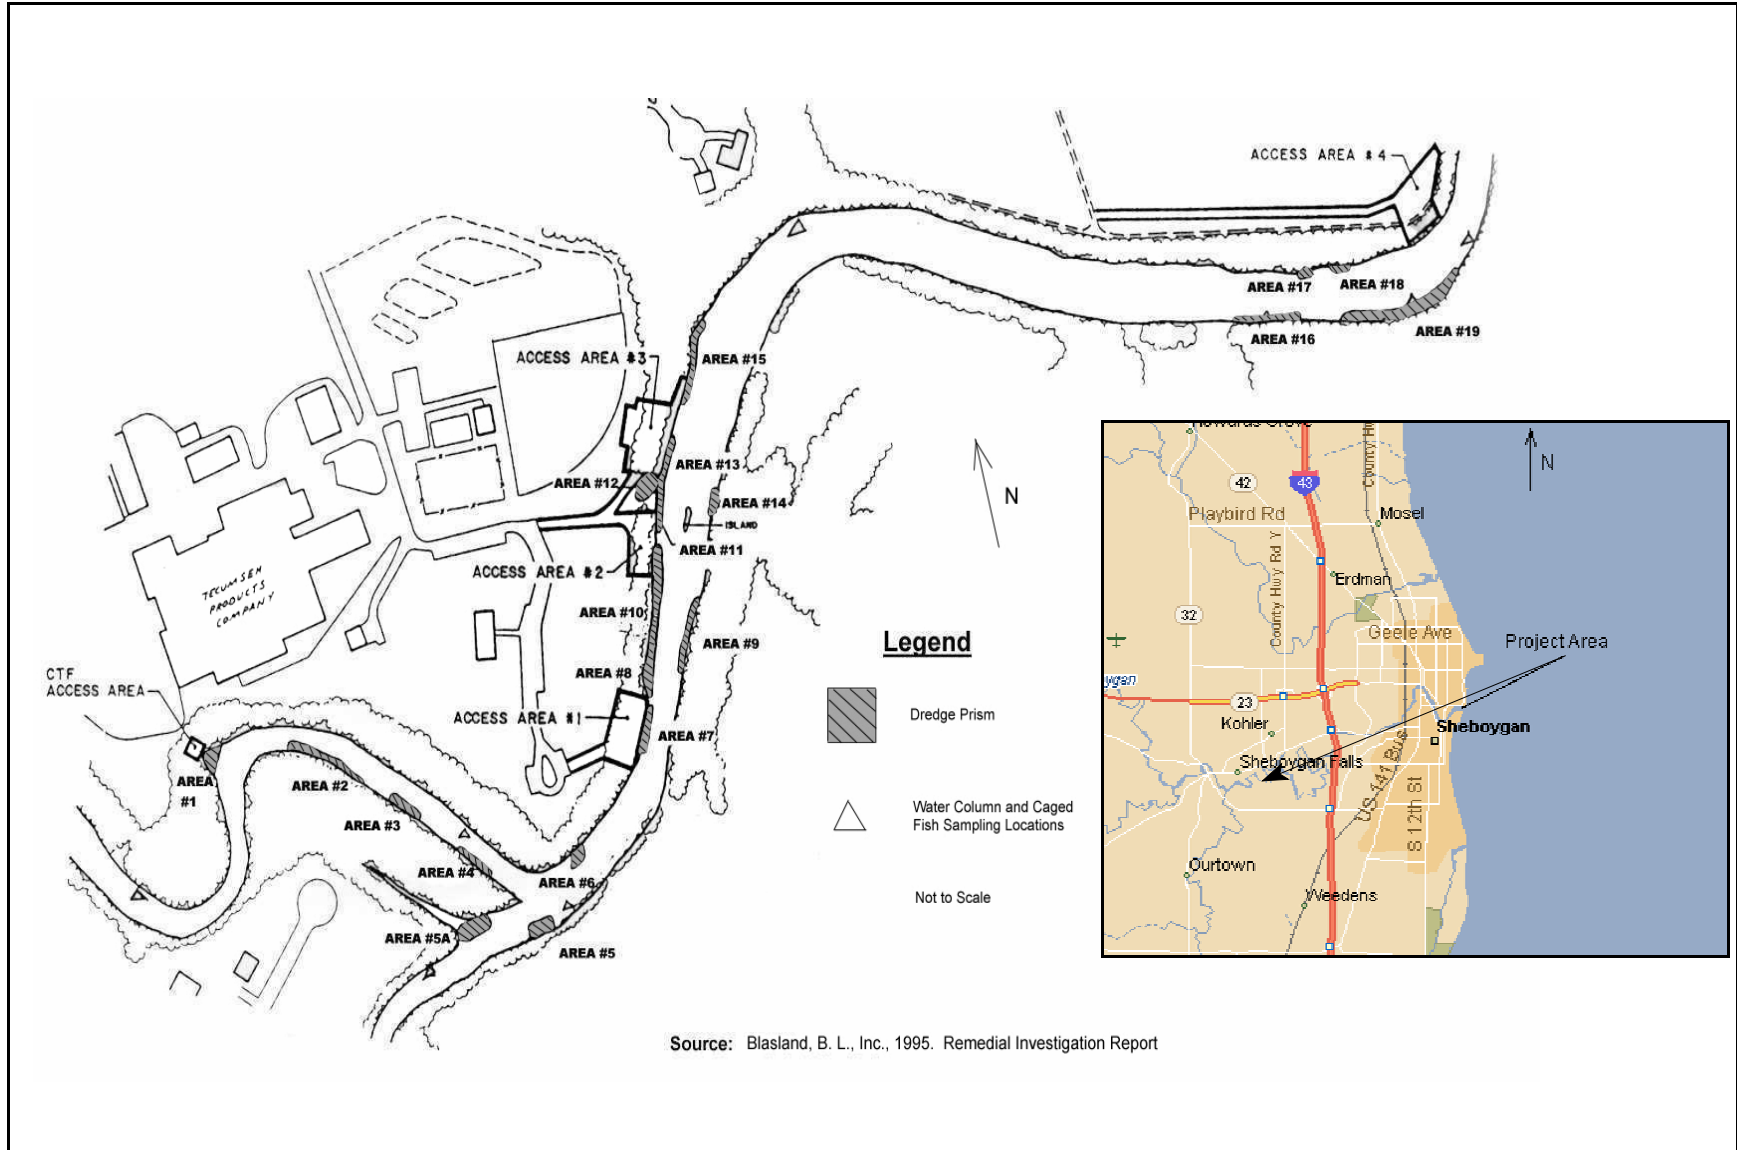 ACCESS AREA #4
AREA #17
AREA #18
AREA #16
AREA #19
ACCESS AREA #3
AREA #15
AREA #13
AREA #12
AREA #14
ISLAND
AREA #11
ACCESS AREA #2
AREA #10
AREA #9
AREA #8
ACCESS AREA #1
AREA #7
TECUMSEH
PRODUCTS
COMPANY
CTF
ACCESS AREA
AREA
#1
AREA #2
AREA #3
AREA #4
AREA #6
AREA #5A
AREA #5
N
Legend
Dredge Prism
Water Column and Caged
Fish Sampling Locations
Not to Scale
Source: Blasland, B. L., Inc., 1995. Remedial Investigation Report
Howards Grove
County Hw
N
42
43
Playbird Rd
Mosel
County Hwy Rd Y
Erdman
32
Geele Ave
Project Area
ygan
23
Kohler
Sheboygan
Sheboygan Falls
US 141 Bus
S 12th St
Ourtown
Weedens